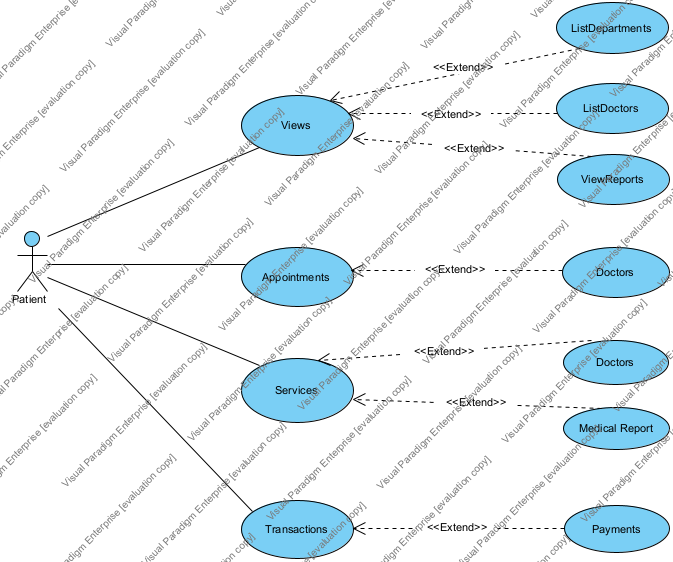 ListDepartments
<<Extend>>
ListDoctors
Views
<<Extend>>
<<Extend>>
ViewReports
Patient
Appointments
<<Extend>>
Doctors
<<Extend>>
Doctors
Services
<<Extend>>
Medical Report
Transactions
<<Extend>>
Payments
Visual Paradigm Enterprise [evaluation copy]